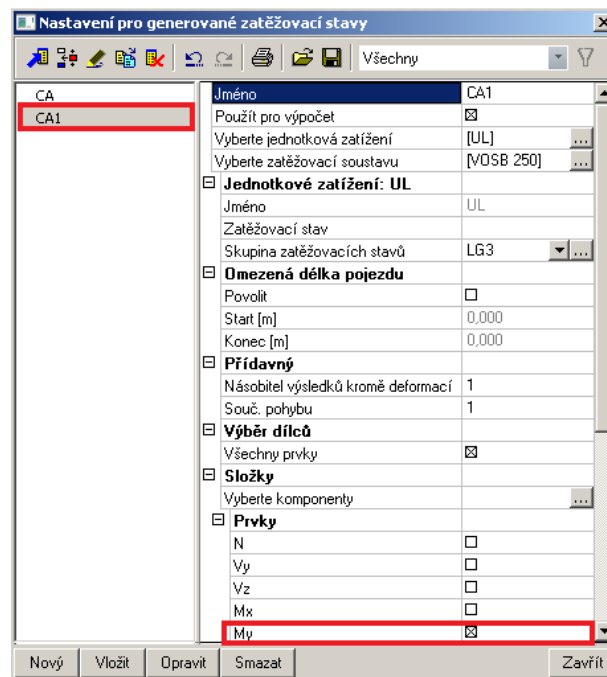 Nastavení pro generované zatěžovací stavy
Všechny
CA
CA1
Jméno CA1
Použít pro výpočet
Vyberte jednotková zatížení [UL] ...
Vyberte zatěžovací soustavu [VOSB 250] ...
Jednotkové zatížení: UL
Jméno UL
Zatěžovací stav
Skupina zatěžovacích stavů LG3 ...
Omezená délka pojezdu
Povolit
Start [m] 0,000
Konec [m] 0,000
Přídavný
Násobitel výsledků kromě deformací 1
Souč. pohybu 1
Výběr dílců
Všechny prvky
Složky
Vyberte komponenty ...
Prvky
N
Vy
Vz
Mx
My
Nový Vložit Opravit Smazat Zavřít